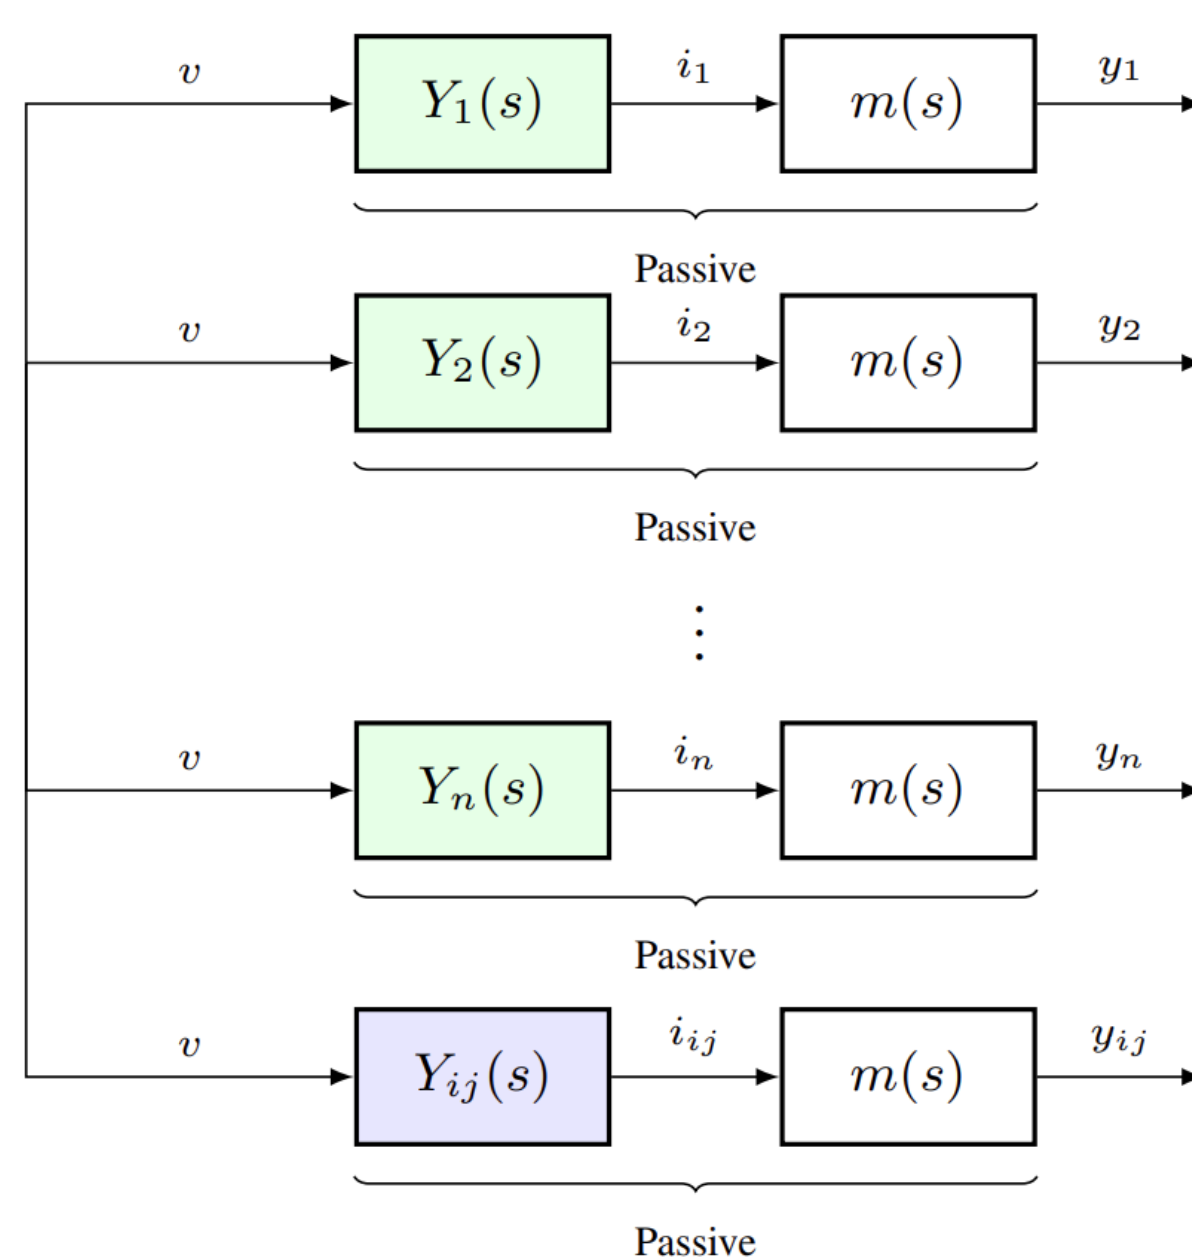 v Y₁(s) i₁ m(s) y₁
Passive
v Y₂(s) i₂ m(s) y₂
Passive
⋮
v Yₙ(s) iₙ m(s) yₙ
Passive
v Yᵢⱼ(s) iᵢⱼ m(s) yᵢⱼ
Passive